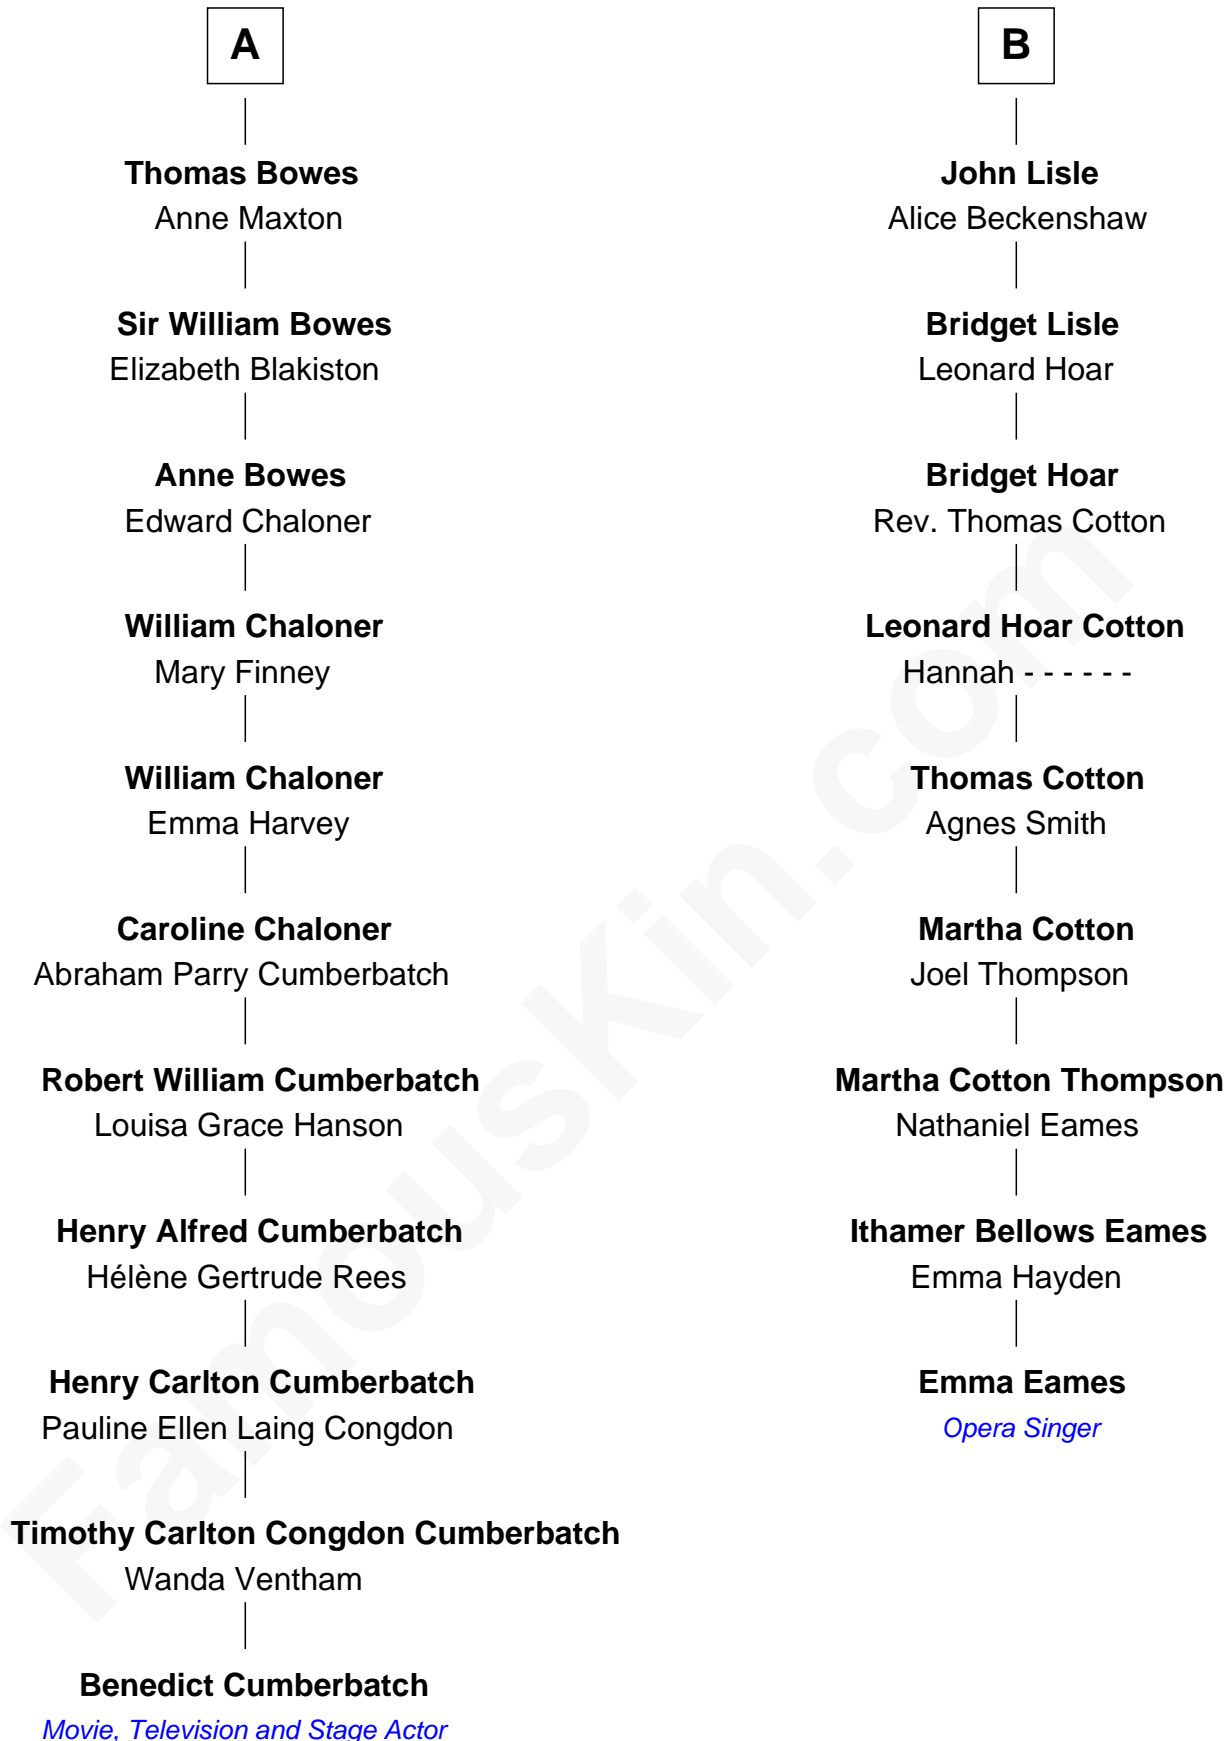 A
Thomas Bowes
Anne Maxton
Sir William Bowes
Elizabeth Blakiston
Anne Bowes
Edward Chaloner
William Chaloner
Mary Finney
William Chaloner
Emma Harvey
Caroline Chaloner
Abraham Parry Cumberbatch
Robert William Cumberbatch
Louisa Grace Hanson
Henry Alfred Cumberbatch
Hélène Gertrude Rees
Henry Carlton Cumberbatch
Pauline Ellen Laing Congdon
Timothy Carlton Congdon Cumberbatch
Wanda Ventham
Benedict Cumberbatch
Movie, Television and Stage Actor
B
John Lisle
Alice Beckenshaw
Bridget Lisle
Leonard Hoar
Bridget Hoar
Rev. Thomas Cotton
Leonard Hoar Cotton
Hannah - - - - - -
Thomas Cotton
Agnes Smith
Martha Cotton
Joel Thompson
Martha Cotton Thompson
Nathaniel Eames
Ithamer Bellows Eames
Emma Hayden
Emma Eames
Opera Singer
FamousKin.com